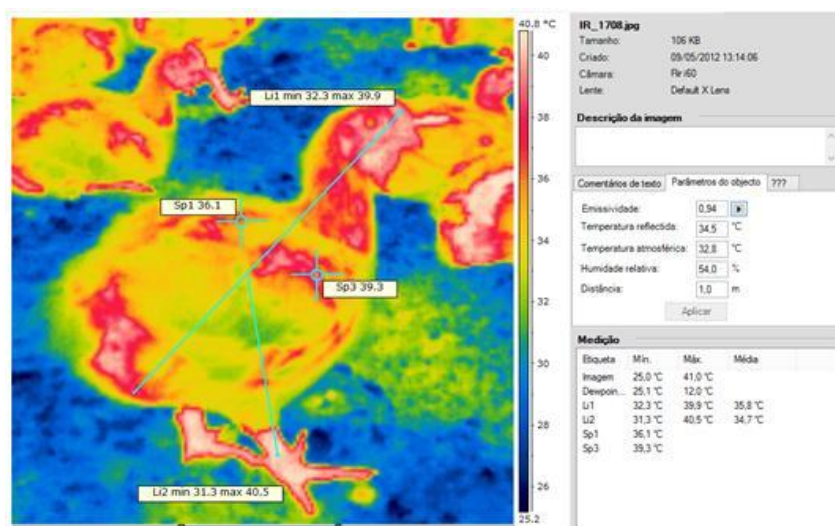 40.8 °C
40
38
36
34
32
30
28
26
25.2
Li1 min 32.3 max 39.9
Sp1 36.1
Sp3 39.3
Li2 min 31.3 max 40.5
IR_1708.jpg
Tamanho: 106 KB
Criado: 09/05/2012 13:14:06
Câmara: Flir i60
Lente: Default X Lens
Descrição da imagem
Comentários de texto Parâmetros do objecto ???
Emissividade: 0,94
Temperatura reflectida: 34,5 °C
Temperatura atmosférica: 32,8 °C
Humidade relativa: 54,0 %
Distância: 1,0 m
Aplicar
Medição
Etiqueta Mín. Máx. Média
Imagem 25,0 °C 41,0 °C
Dewpoin... 25,1 °C 12,0 °C
Li1 32,3 °C 39,9 °C 35,8 °C
Li2 31,3 °C 40,5 °C 34,7 °C
Sp1 36,1 °C
Sp3 39,3 °C